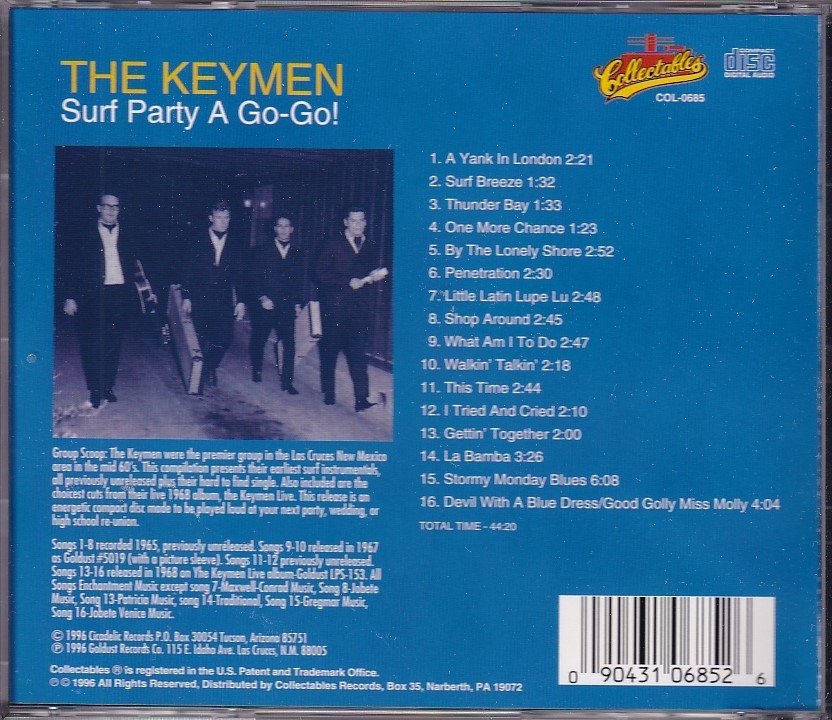 THE KEYMEN
Surf Party A Go-Go!
Collectables
COL-0685
COMPACT
disc
DIGITAL AUDIO
1. A Yank In London 2:21
2. Surf Breeze 1:32
3. Thunder Bay 1:33
4. One More Chance 1:23
5. By The Lonely Shore 2:52
6. Penetration 2:30
7. Little Latin Lupe Lu 2:48
8. Shop Around 2:45
9. What Am I To Do 2:47
10. Walkin' Talkin' 2:18
11. This Time 2:44
12. I Tried And Cried 2:10
13. Gettin' Together 2:00
14. La Bamba 3:26
15. Stormy Monday Blues 6:08
16. Devil With A Blue Dress/Good Golly Miss Molly 4:04
TOTAL TIME - 44:20
Group Scoop: The Keymen were the premier group in the Las Cruces New Mexico
area in the mid 60's. This compilation presents their earliest surf instrumentals,
all previously unreleased plus their hard to find single. Also included are the
choicest cuts from their live 1968 album, the Keymen Live. This release is an
energetic compact disc made to be played loud at your next party, wedding, or
high school re-union.
Songs 1-8 recorded 1965, previously unreleased. Songs 9-10 released in 1967
as Goldust #5019 (with a picture sleeve). Songs 11-12 previously unreleased.
Songs 13-16 released in 1968 on Yhe Keymen Live album-Goldust LPS-153. All
Songs Enchantment Music except song 7-Maxwell-Conrad Music, Song 8-Jobete
Music, Song 13-Patricia Music, song 14-Traditional, Song 15-Gregmar Music,
Song 16-Jobete Venice Music.
© 1996 Cicadelic Records P.O. Box 30054 Tucson, Arizona 85751
℗ 1996 Goldust Records Co. 115 E. Idaho Ave. Las Cruces, N.M. 88005
Collectables ® is registered in the U.S. Patent and Trademark Office.
℗ © 1996 All Rights Reserved, Distributed by Collectables Records, Box 35, Narberth, PA 19072
0 90431 06852 6